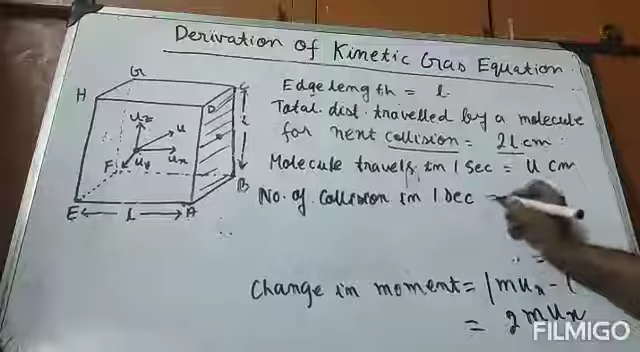 Derivation of Kinetic Gas Equation
Edge length = l.
Total dist. travelled by a molecule
for next collision = 2l cm.
Molecule travels in 1 sec = u cm
No. of collision in 1 sec =
Change in moment = |mux - (
= 2mux
G
H
C
D
uz
u
l
F
uy
ux
B
E
l
A
FILMIGO